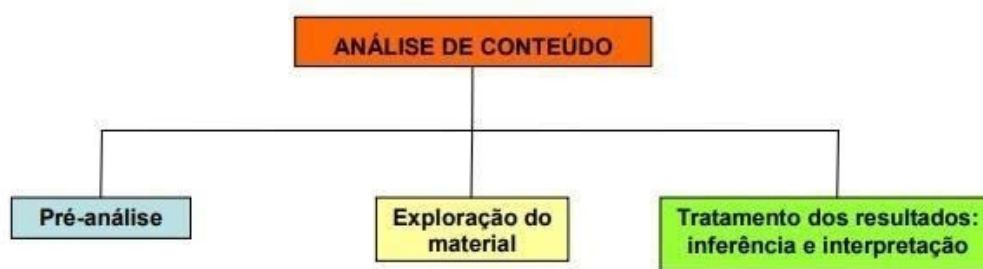 ANÁLISE DE CONTEÚDO
Pré-análise
Exploração do
material
Tratamento dos resultados:
inferência e interpretação